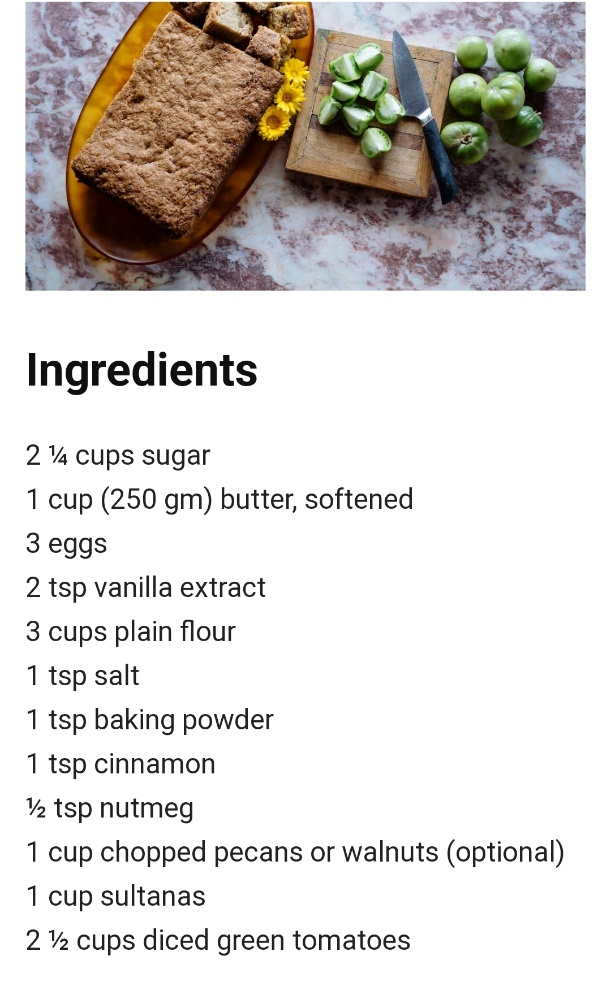 Ingredients
2 ¼ cups sugar
1 cup (250 gm) butter, softened
3 eggs
2 tsp vanilla extract
3 cups plain flour
1 tsp salt
1 tsp baking powder
1 tsp cinnamon
½ tsp nutmeg
1 cup chopped pecans or walnuts (optional)
1 cup sultanas
2 ½ cups diced green tomatoes